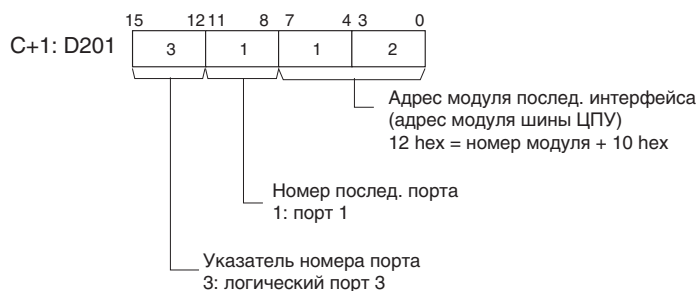 15 12 11 8 7 4 3 0
C+1: D201 3 1 1 2
Адрес модуля послед. интерфейса
(адрес модуля шины ЦПУ)
12 hex = номер модуля + 10 hex
Номер послед. порта
1: порт 1
Указатель номера порта
3: логический порт 3